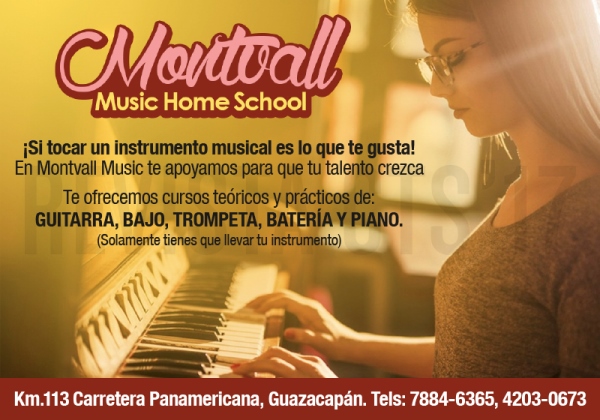 Montvall
Music Home School
¡Si tocar un instrumento musical es lo que te gusta!
En Montvall Music te apoyamos para que tu talento crezca
Te ofrecemos cursos teóricos y prácticos de:
GUITARRA, BAJO, TROMPETA, BATERÍA Y PIANO.
(Solamente tienes que llevar tu instrumento)
Km.113 Carretera Panamericana, Guazacapán. Tels: 7884-6365, 4203-0673